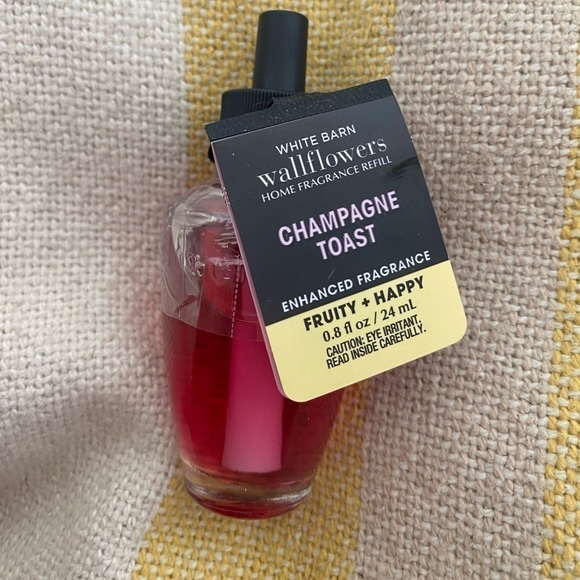 WHITE BARN
wallflowers
HOME FRAGRANCE REFILL
CHAMPAGNE
TOAST
ENHANCED FRAGRANCE
FRUITY + HAPPY
0.8 fl oz / 24 mL
CAUTION: EYE IRRITANT.
READ INSIDE CAREFULLY.